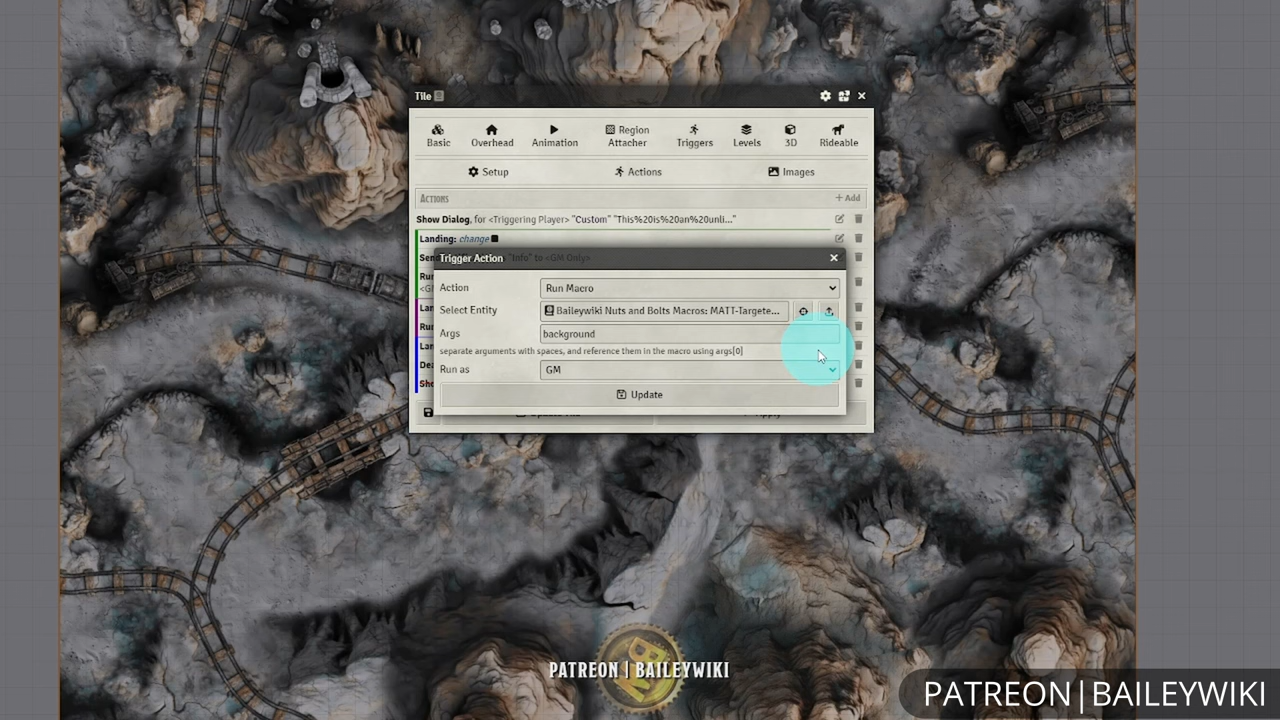 Tile
Basic
Overhead
Animation
Region Attacher
Triggers
Levels
3D
Rideable
Setup
Actions
Images
ACTIONS
+ Add
Show Dialog, for <Triggering Player> "Custom" "This%20is%20an%20unli..."
Landing: change
Trigger Action
Action
Run Macro
Select Entity
Baileywiki Nuts and Bolts Macros: MATT-Targete...
Args
background
separate arguments with spaces, and reference them in the macro using args[0]
Run as
GM
Update
PATREON | BAILEYWIKI
PATREON|BAILEYWIKI